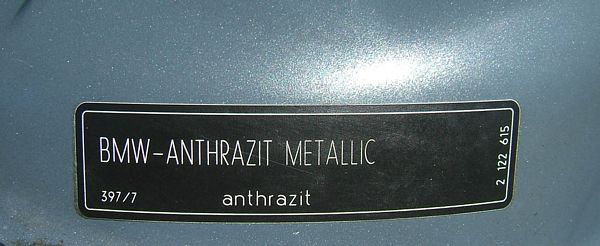 BMW-ANTHRAZIT METALLIC
397/7 anthrazit
2 122 615